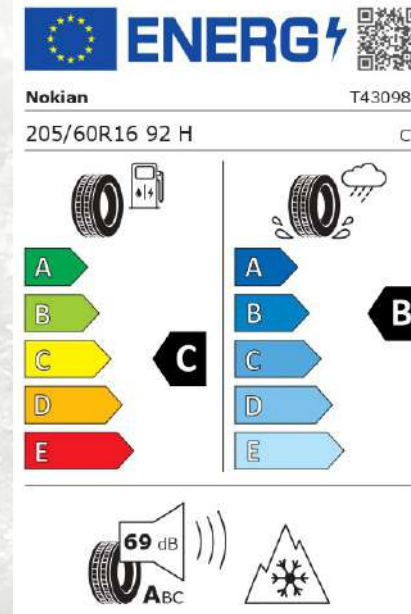 ENERG
Nokian T43098
205/60R16 92 H C
A A
B B B
C C C
D D
E E
69 dB
ABC